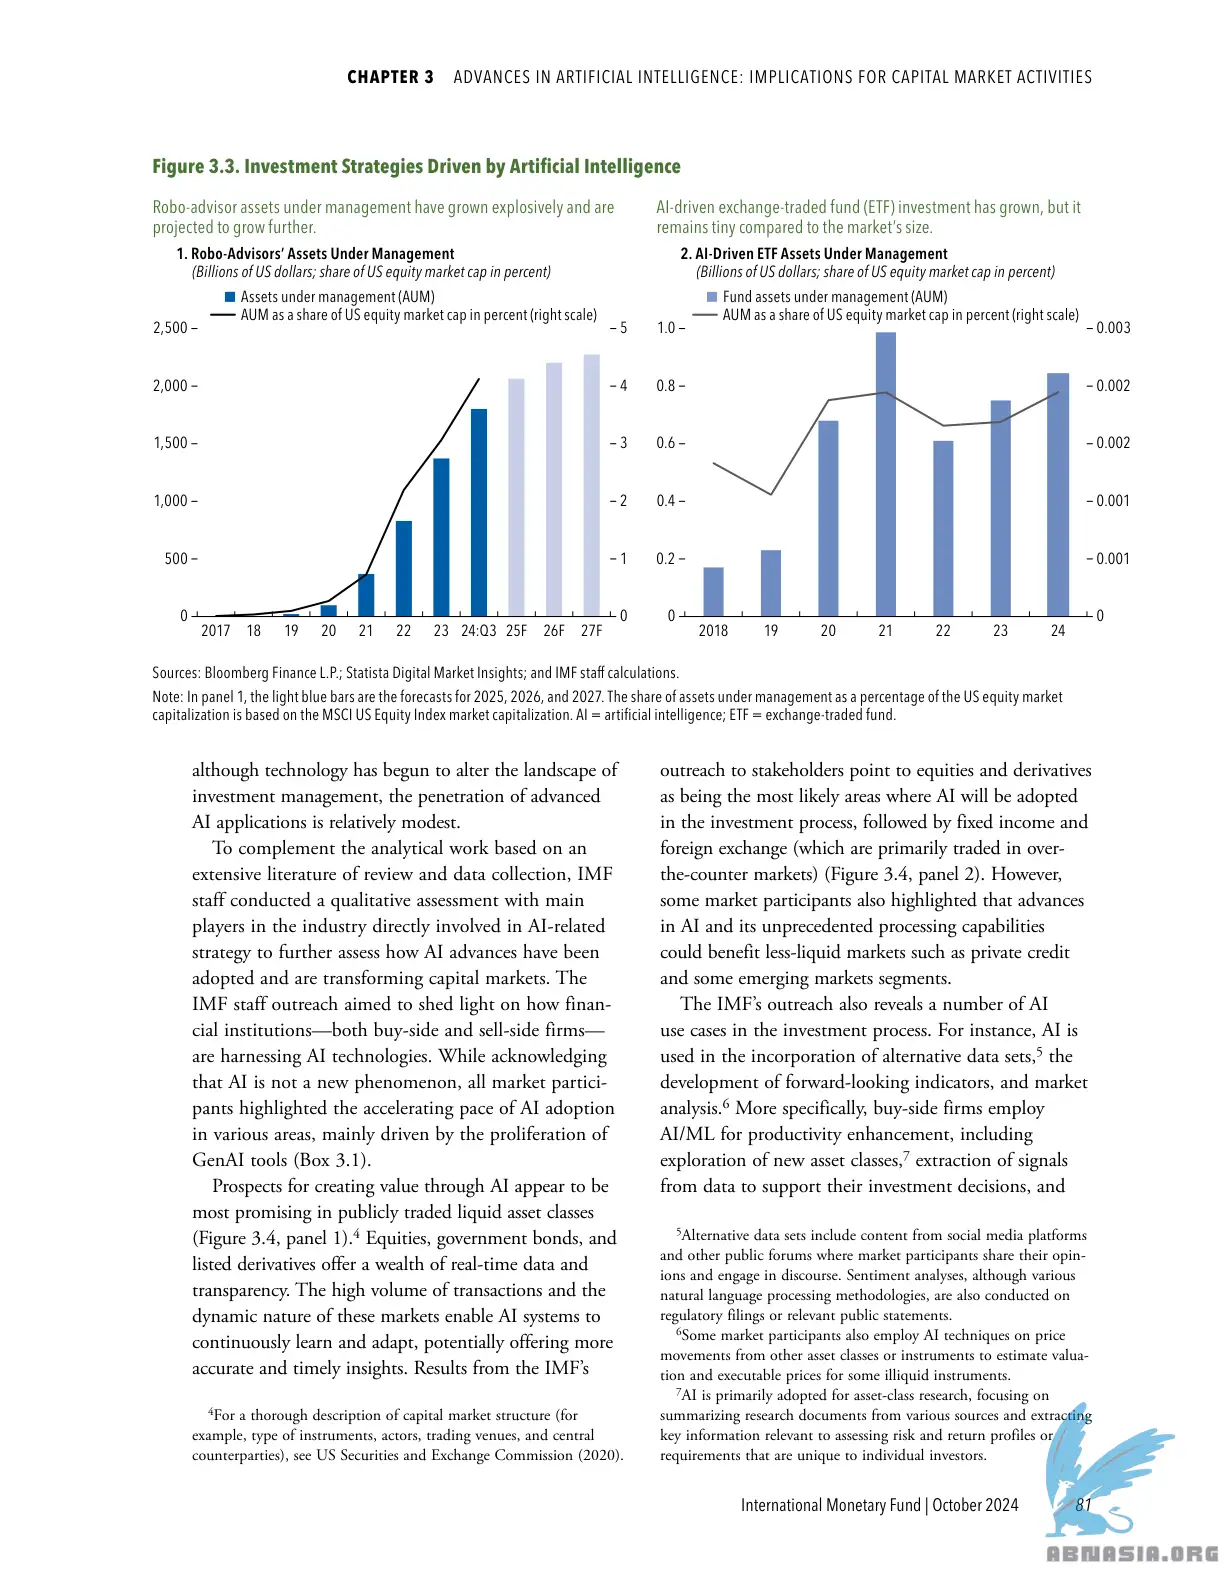 CHAPTER 3 ADVANCES IN ARTIFICIAL INTELLIGENCE: IMPLICATIONS FOR CAPITAL MARKET ACTIVITIES
Figure 3.3. Investment Strategies Driven by Artificial Intelligence
Robo-advisor assets under management have grown explosively and are
projected to grow further.
1. Robo-Advisors’ Assets Under Management
(Billions of US dollars; share of US equity market cap in percent)
Assets under management (AUM)
AUM as a share of US equity market cap in percent (right scale)
2,500 – – 5
2,000 – – 4
1,500 – – 3
1,000 – – 2
500 – – 1
0 0
2017 18 19 20 21 22 23 24:Q3 25F 26F 27F
AI-driven exchange-traded fund (ETF) investment has grown, but it
remains tiny compared to the market’s size.
2. AI-Driven ETF Assets Under Management
(Billions of US dollars; share of US equity market cap in percent)
Fund assets under management (AUM)
AUM as a share of US equity market cap in percent (right scale)
1.0 – – 0.003
0.8 – – 0.002
0.6 – – 0.002
0.4 – – 0.001
0.2 – – 0.001
0 0
2018 19 20 21 22 23 24
Sources: Bloomberg Finance L.P.; Statista Digital Market Insights; and IMF staff calculations.
Note: In panel 1, the light blue bars are the forecasts for 2025, 2026, and 2027. The share of assets under management as a percentage of the US equity market
capitalization is based on the MSCI US Equity Index market capitalization. AI = artificial intelligence; ETF = exchange-traded fund.
although technology has begun to alter the landscape of
investment management, the penetration of advanced
AI applications is relatively modest.
To complement the analytical work based on an
extensive literature of review and data collection, IMF
staff conducted a qualitative assessment with main
players in the industry directly involved in AI-related
strategy to further assess how AI advances have been
adopted and are transforming capital markets. The
IMF staff outreach aimed to shed light on how finan-
cial institutions—both buy-side and sell-side firms—
are harnessing AI technologies. While acknowledging
that AI is not a new phenomenon, all market partici-
pants highlighted the accelerating pace of AI adoption
in various areas, mainly driven by the proliferation of
GenAI tools (Box 3.1).
Prospects for creating value through AI appear to be
most promising in publicly traded liquid asset classes
(Figure 3.4, panel 1).4 Equities, government bonds, and
listed derivatives offer a wealth of real-time data and
transparency. The high volume of transactions and the
dynamic nature of these markets enable AI systems to
continuously learn and adapt, potentially offering more
accurate and timely insights. Results from the IMF’s
4For a thorough description of capital market structure (for
example, type of instruments, actors, trading venues, and central
counterparties), see US Securities and Exchange Commission (2020).
outreach to stakeholders point to equities and derivatives
as being the most likely areas where AI will be adopted
in the investment process, followed by fixed income and
foreign exchange (which are primarily traded in over-
the-counter markets) (Figure 3.4, panel 2). However,
some market participants also highlighted that advances
in AI and its unprecedented processing capabilities
could benefit less-liquid markets such as private credit
and some emerging markets segments.
The IMF’s outreach also reveals a number of AI
use cases in the investment process. For instance, AI is
used in the incorporation of alternative data sets,5 the
development of forward-looking indicators, and market
analysis.6 More specifically, buy-side firms employ
AI/ML for productivity enhancement, including
exploration of new asset classes,7 extraction of signals
from data to support their investment decisions, and
5Alternative data sets include content from social media platforms
and other public forums where market participants share their opin-
ions and engage in discourse. Sentiment analyses, although various
natural language processing methodologies, are also conducted on
regulatory filings or relevant public statements.
6Some market participants also employ AI techniques on price
movements from other asset classes or instruments to estimate valua-
tion and executable prices for some illiquid instruments.
7AI is primarily adopted for asset-class research, focusing on
summarizing research documents from various sources and extracting
key information relevant to assessing risk and return profiles or
requirements that are unique to individual investors.
International Monetary Fund | October 2024 81
ABNASIA.ORG